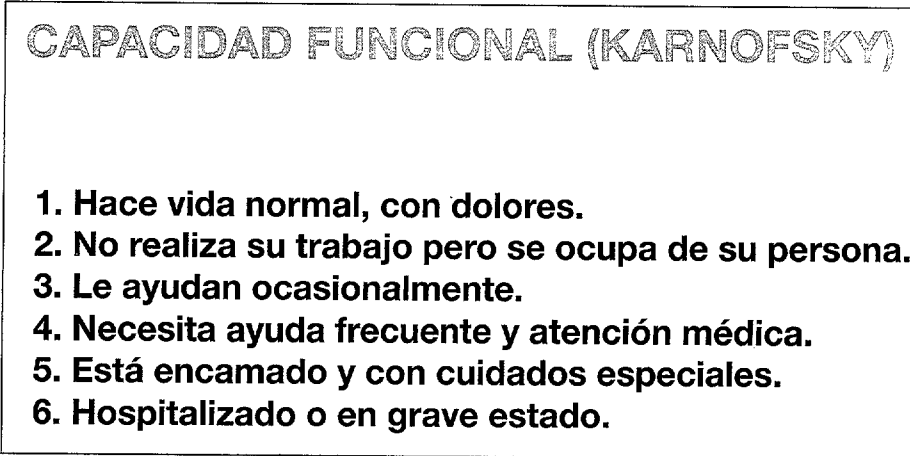 CAPACIDAD FUNCIONAL (KARNOFSKY)
1. Hace vida normal, con dolores.
2. No realiza su trabajo pero se ocupa de su persona.
3. Le ayudan ocasionalmente.
4. Necesita ayuda frecuente y atención médica.
5. Está encamado y con cuidados especiales.
6. Hospitalizado o en grave estado.